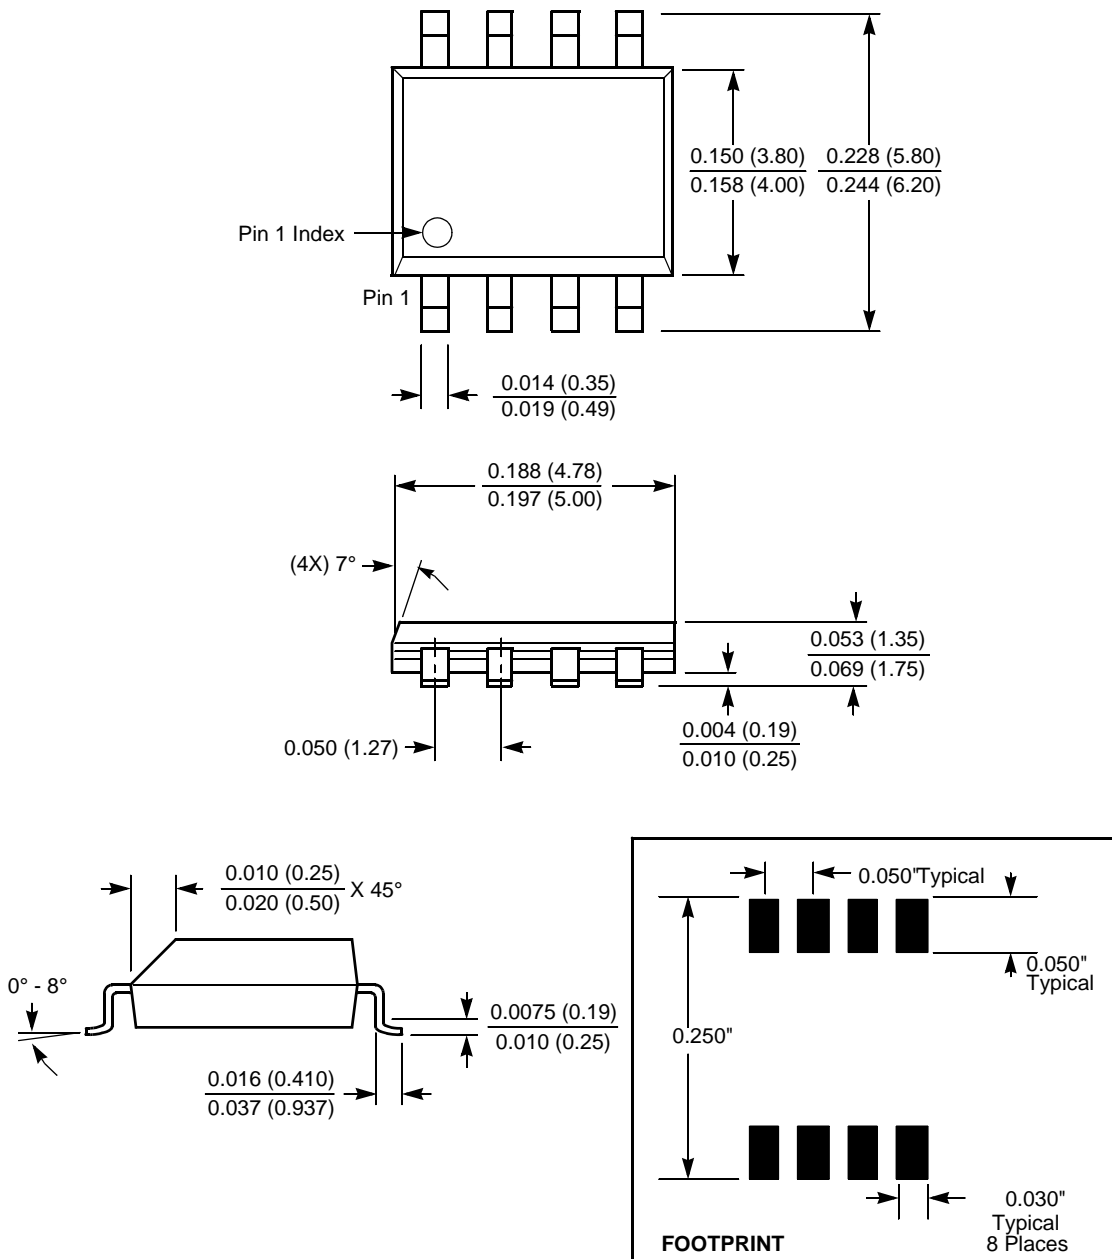 0.150 (3.80)
0.158 (4.00)
0.228 (5.80)
0.244 (6.20)
Pin 1 Index
Pin 1
0.014 (0.35)
0.019 (0.49)
0.188 (4.78)
0.197 (5.00)
(4X) 7°
0.053 (1.35)
0.069 (1.75)
0.004 (0.19)
0.010 (0.25)
0.050 (1.27)
0.010 (0.25)
0.020 (0.50)
X 45°
0° - 8°
0.0075 (0.19)
0.010 (0.25)
0.016 (0.410)
0.037 (0.937)
0.050"Typical
0.050"
Typical
0.250"
0.030"
Typical
8 Places
FOOTPRINT